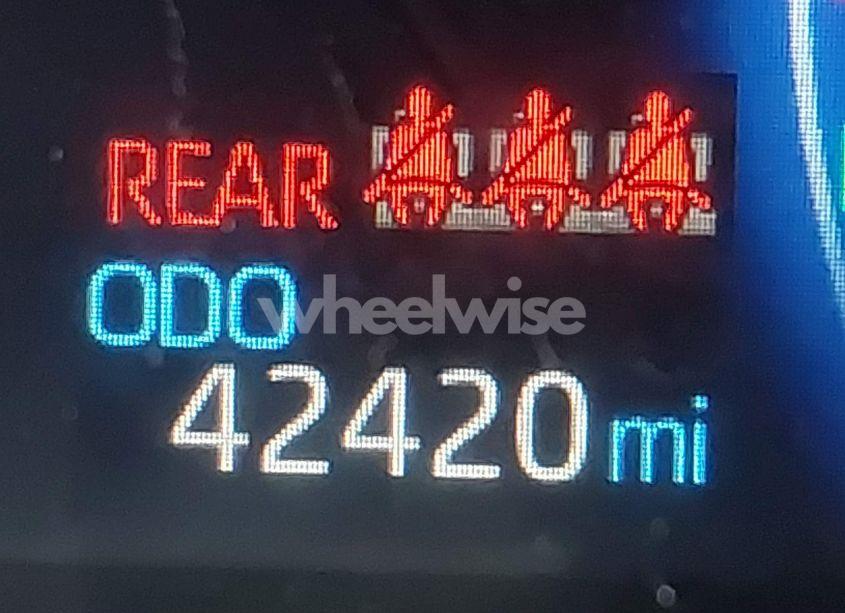 REAR
ODO
wheelwise
42420 mi